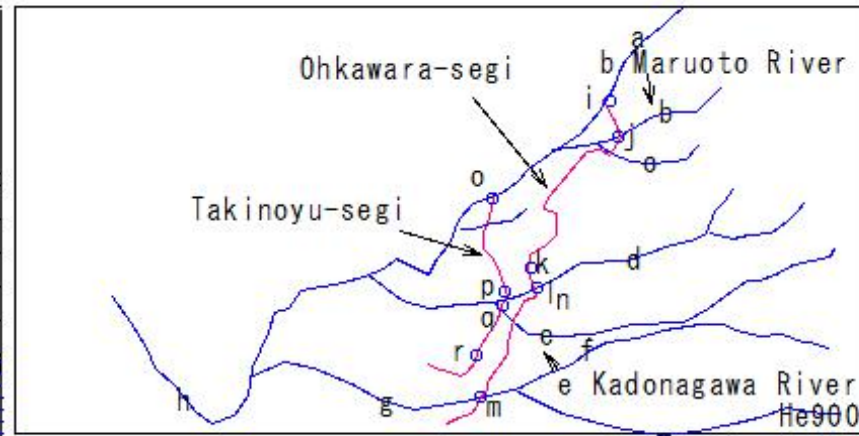 a
Ohkawara-segi
b Maruoto River
i
b
j
o
o
Takinoyu-segi
k
d
p
l n
q
e
f
r
e Kadonagawa River
h
g
m
He900